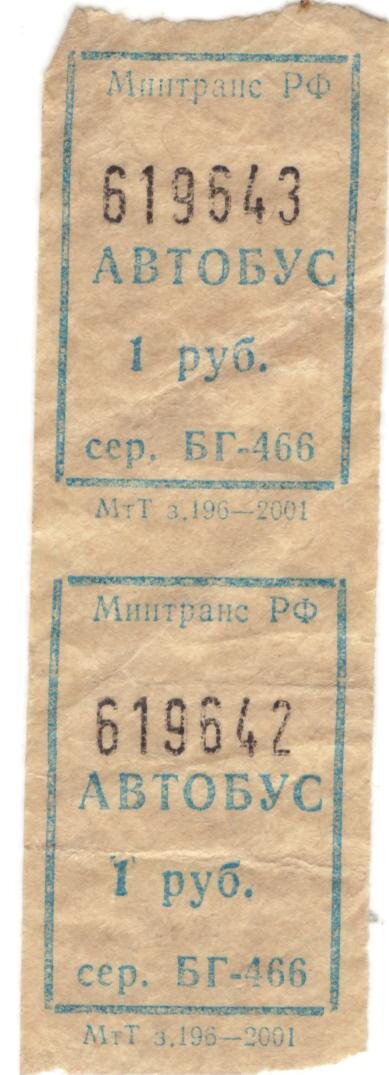 Минтранс РФ
619643
АВТОБУС
1 руб.
сер. БГ-466
МтТ з.196—2001
Минтранс РФ
619642
АВТОБУС
1 руб.
сер. БГ-466
МтТ з.196—2001